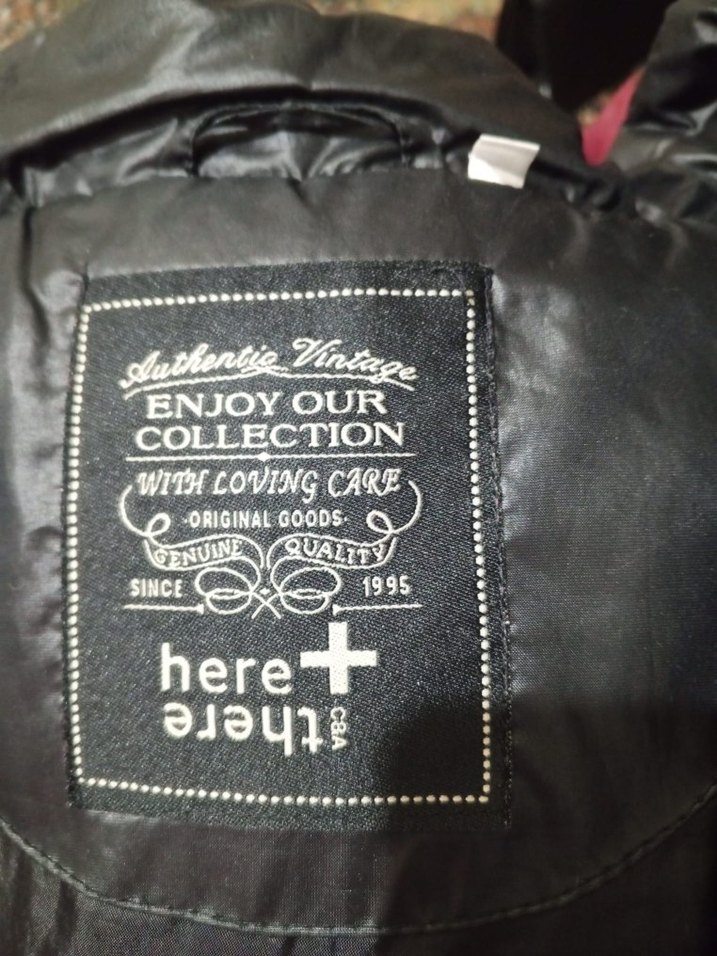 Authentic Vintage
ENJOY OUR
COLLECTION
WITH LOVING CARE
·ORIGINAL GOODS·
GENUINE QUALITY
SINCE 1995
here+
there
C&A